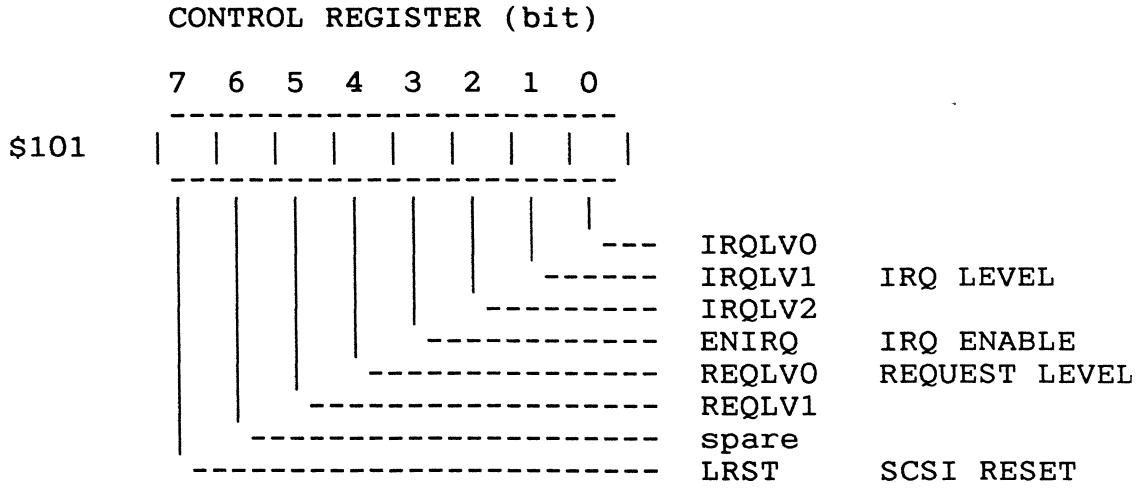 CONTROL REGISTER (bit)
7 6 5 4 3 2 1 0
$101
IRQLV0
IRQLV1 IRQ LEVEL
IRQLV2
ENIRQ IRQ ENABLE
REQLV0 REQUEST LEVEL
REQLV1
spare
LRST SCSI RESET